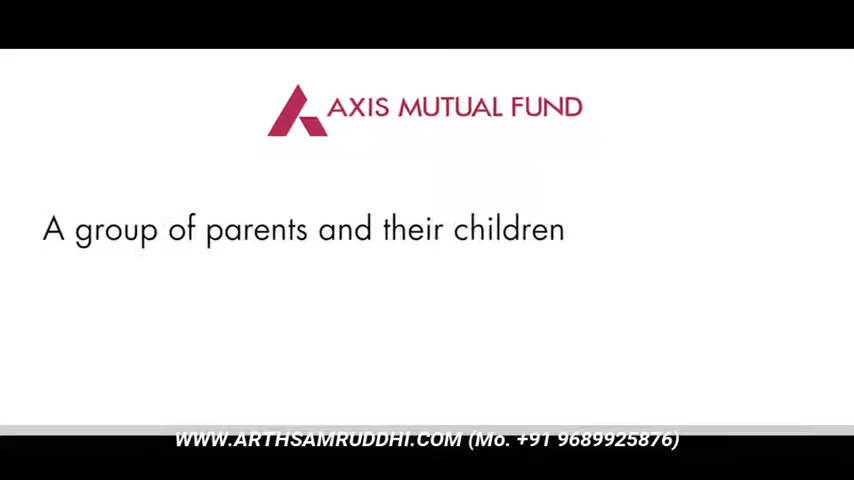 AXIS MUTUAL FUND
A group of parents and their children
WWW.ARTHSAMRUDDHI.COM (Mo. +91 9689925876)